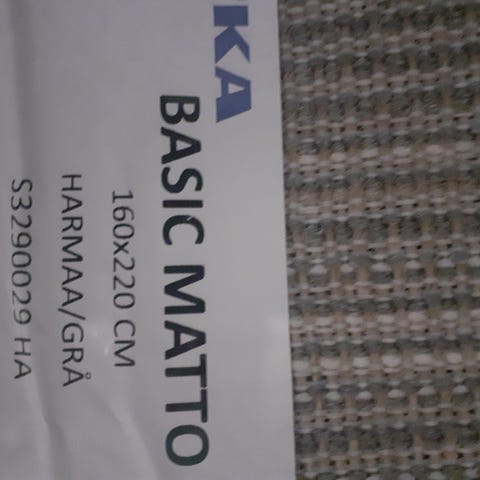 KA
BASIC MATTO
160x220 CM
HARMAA/GRÅ
S3290029 HA